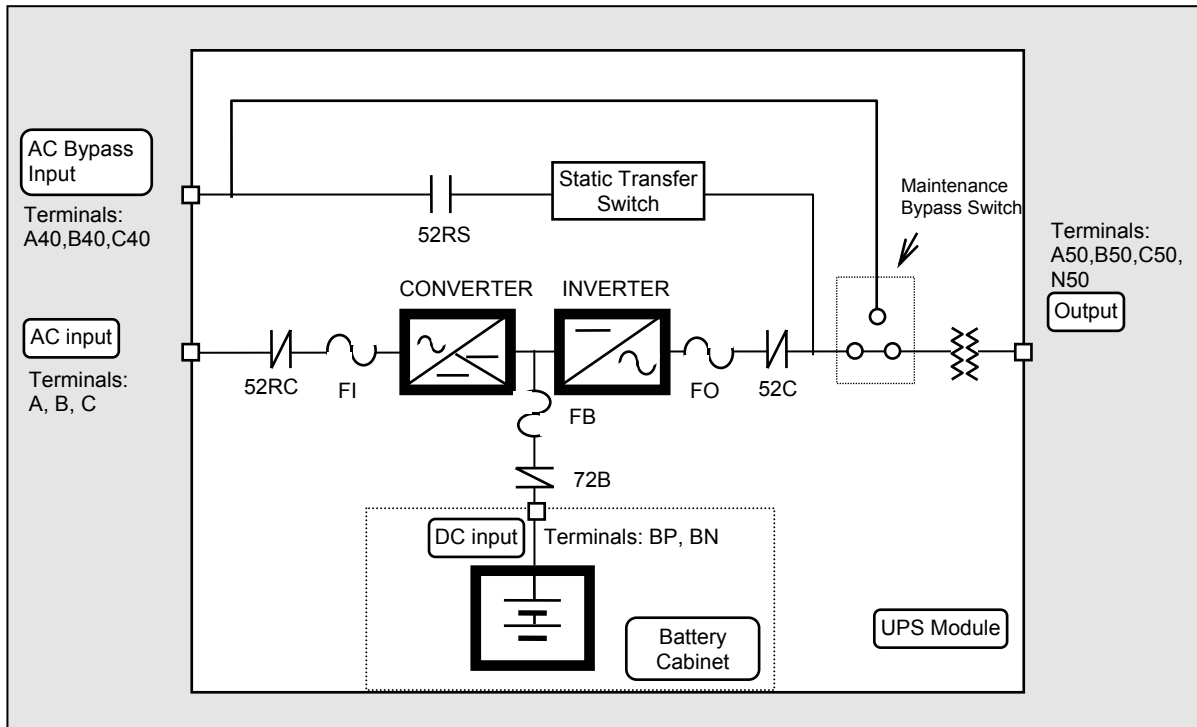 AC Bypass
Input
Terminals:
A40,B40,C40
52RS
Static Transfer
Switch
Maintenance
Bypass Switch
Terminals:
A50,B50,C50,
N50
Output
AC input
Terminals:
A, B, C
52RC
FI
CONVERTER
INVERTER
FO
52C
FB
72B
DC input
Terminals: BP, BN
Battery
Cabinet
UPS Module